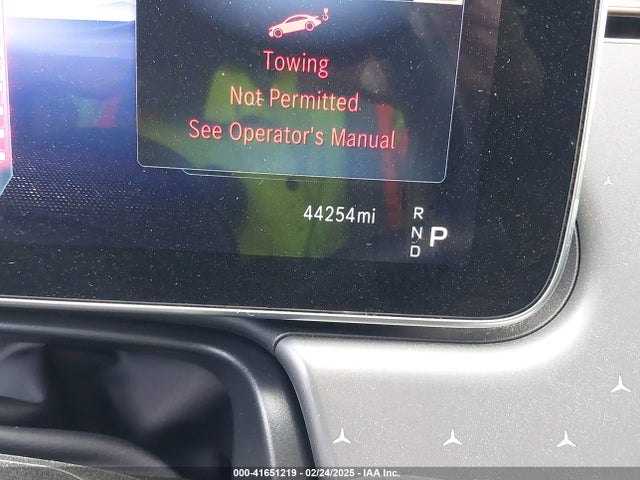 Towing
Not Permitted
See Operator's Manual
44254mi
R
N
D
P
000-41651219 - 02/24/2025 - IAA Inc.